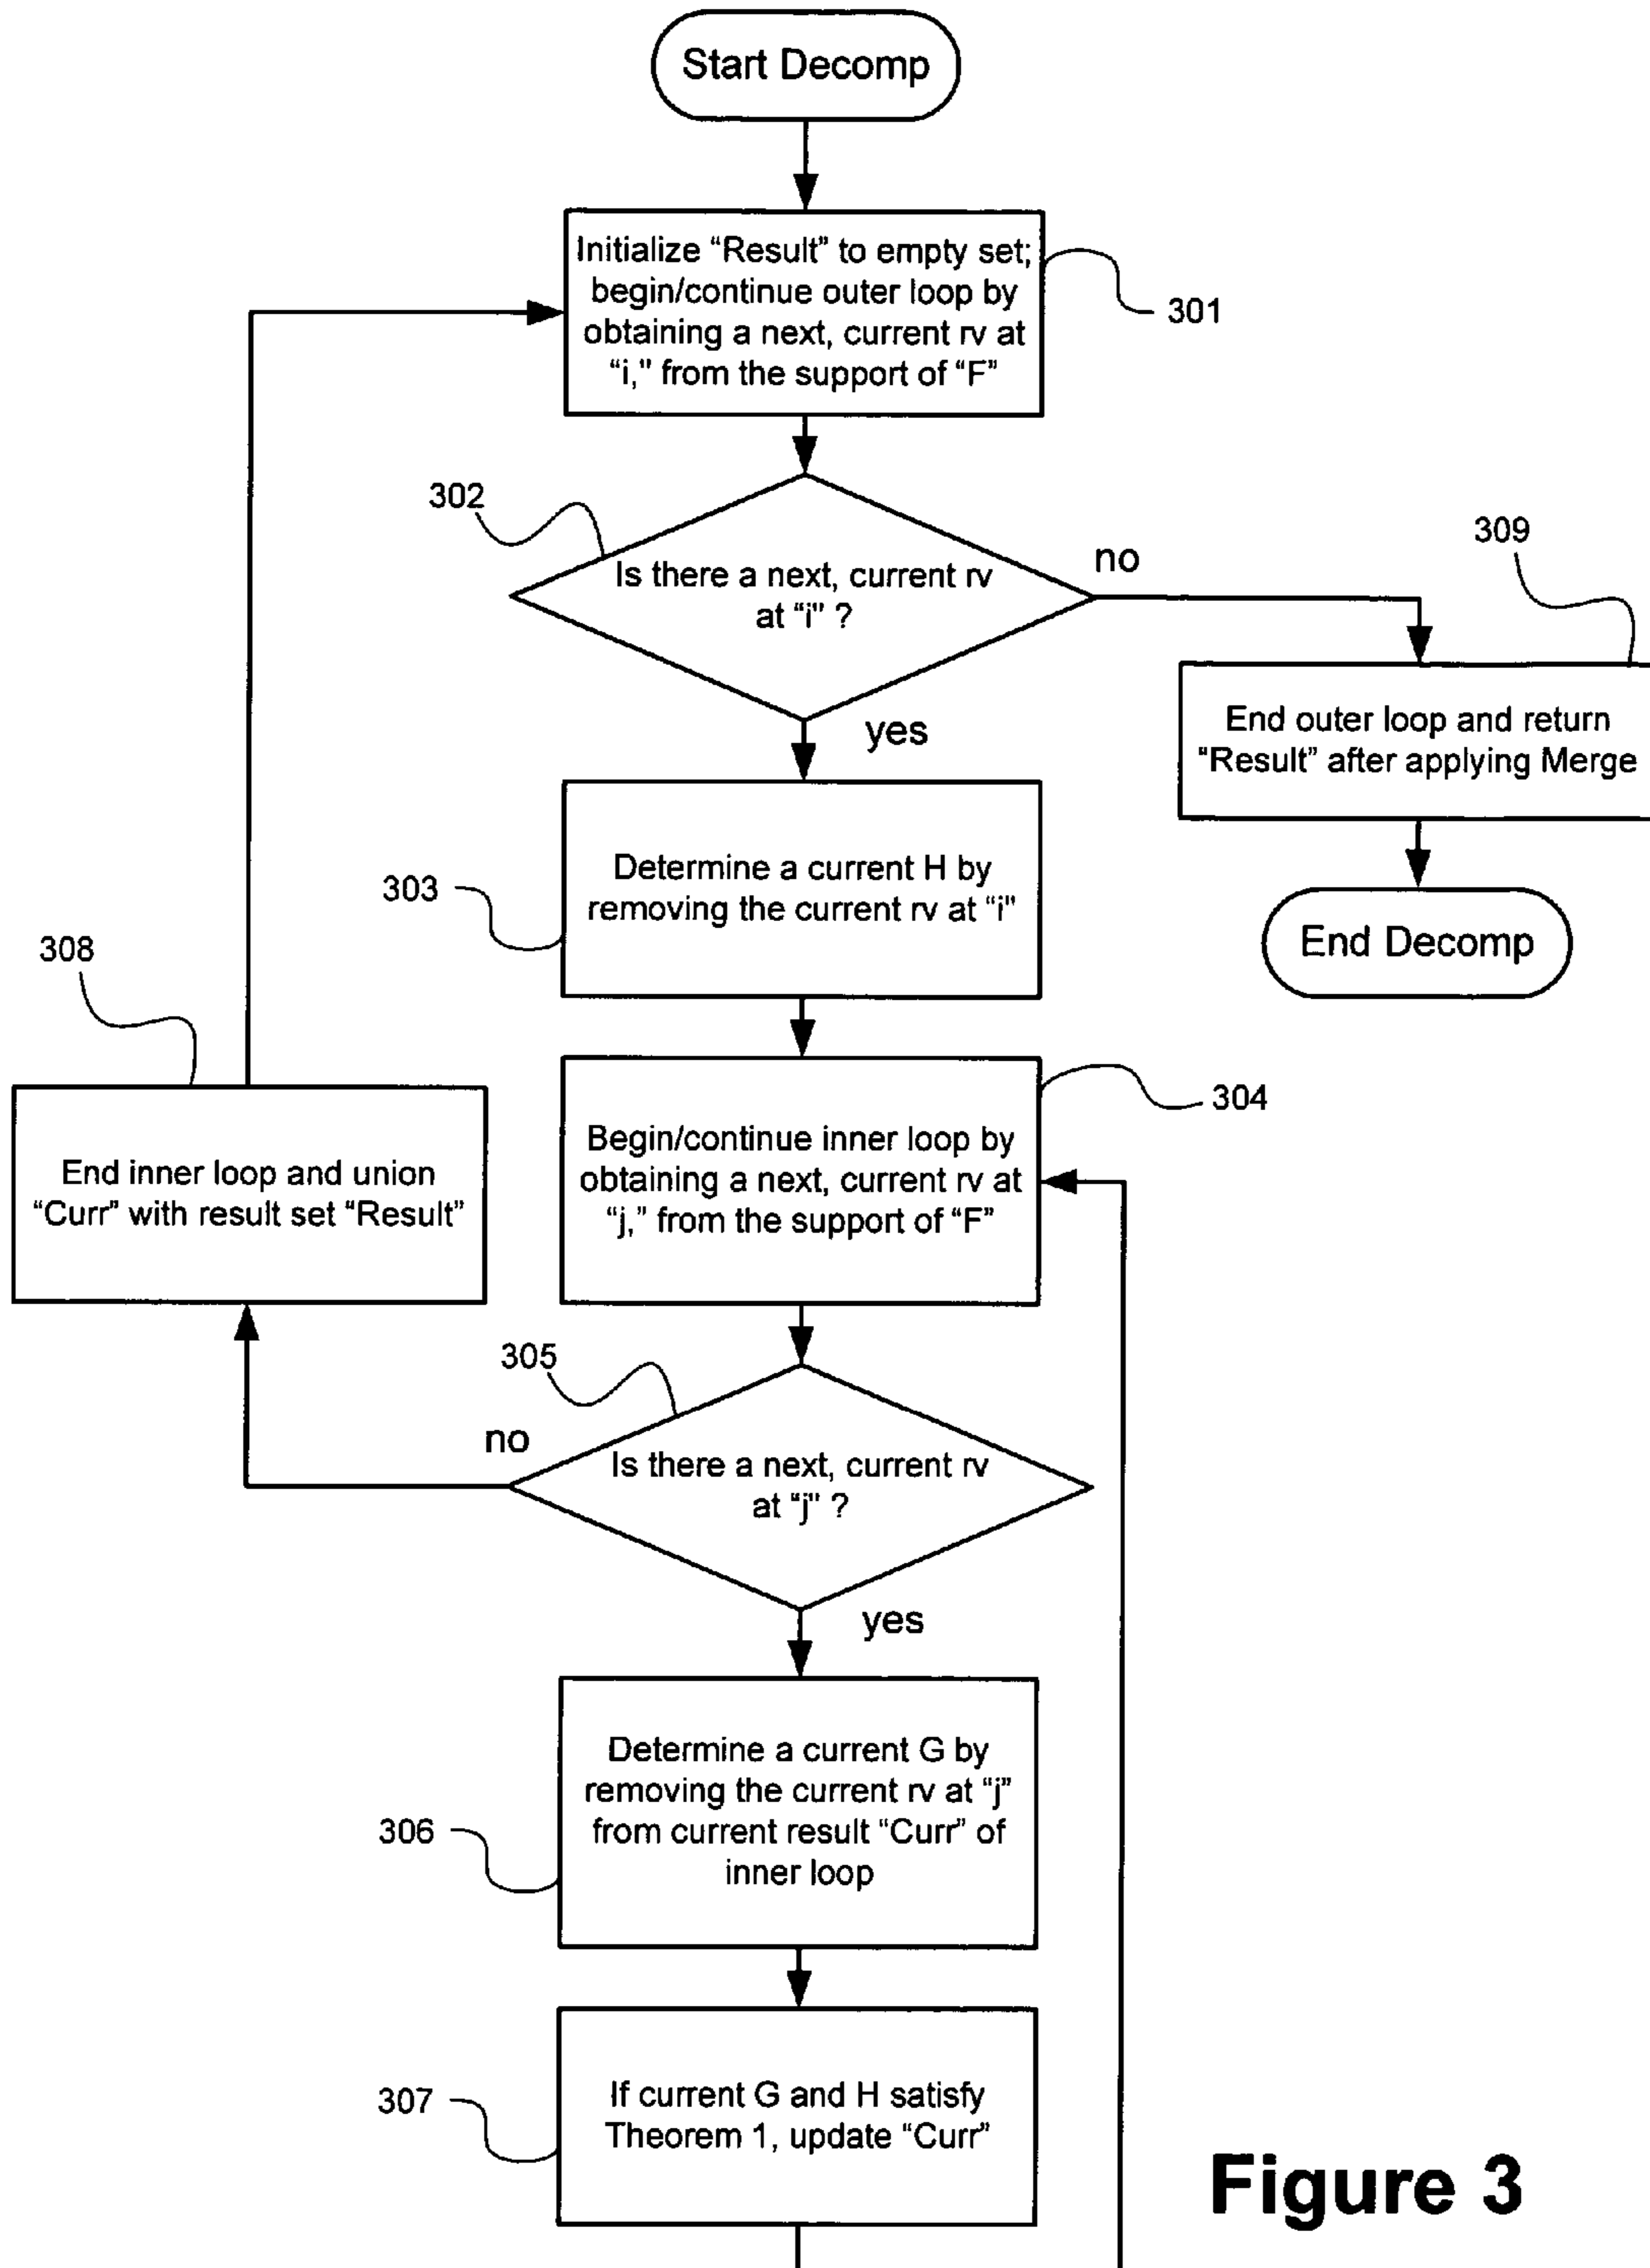 Start Decomp
Initialize “Result” to empty set;
begin/continue outer loop by
obtaining a next, current rv at
“i,” from the support of “F”
301
302
Is there a next, current rv
at “i” ?
no
yes
309
End outer loop and return
“Result” after applying Merge
End Decomp
303
Determine a current H by
removing the current rv at “i”
308
End inner loop and union
“Curr” with result set “Result”
304
Begin/continue inner loop by
obtaining a next, current rv at
“j,” from the support of “F”
305
no
Is there a next, current rv
at “j” ?
yes
306
Determine a current G by
removing the current rv at “j”
from current result “Curr” of
inner loop
307
If current G and H satisfy
Theorem 1, update “Curr”
Figure 3